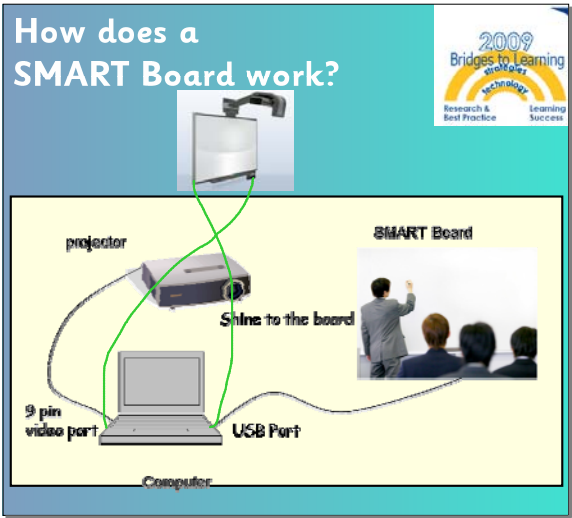 How does a
SMART Board work?
2009
Bridges to Learning
strategies
technology
Research &
Best Practice
Learning
Success
projector
SMART Board
Shine to the board
9 pin
video port
USB Port
Computer